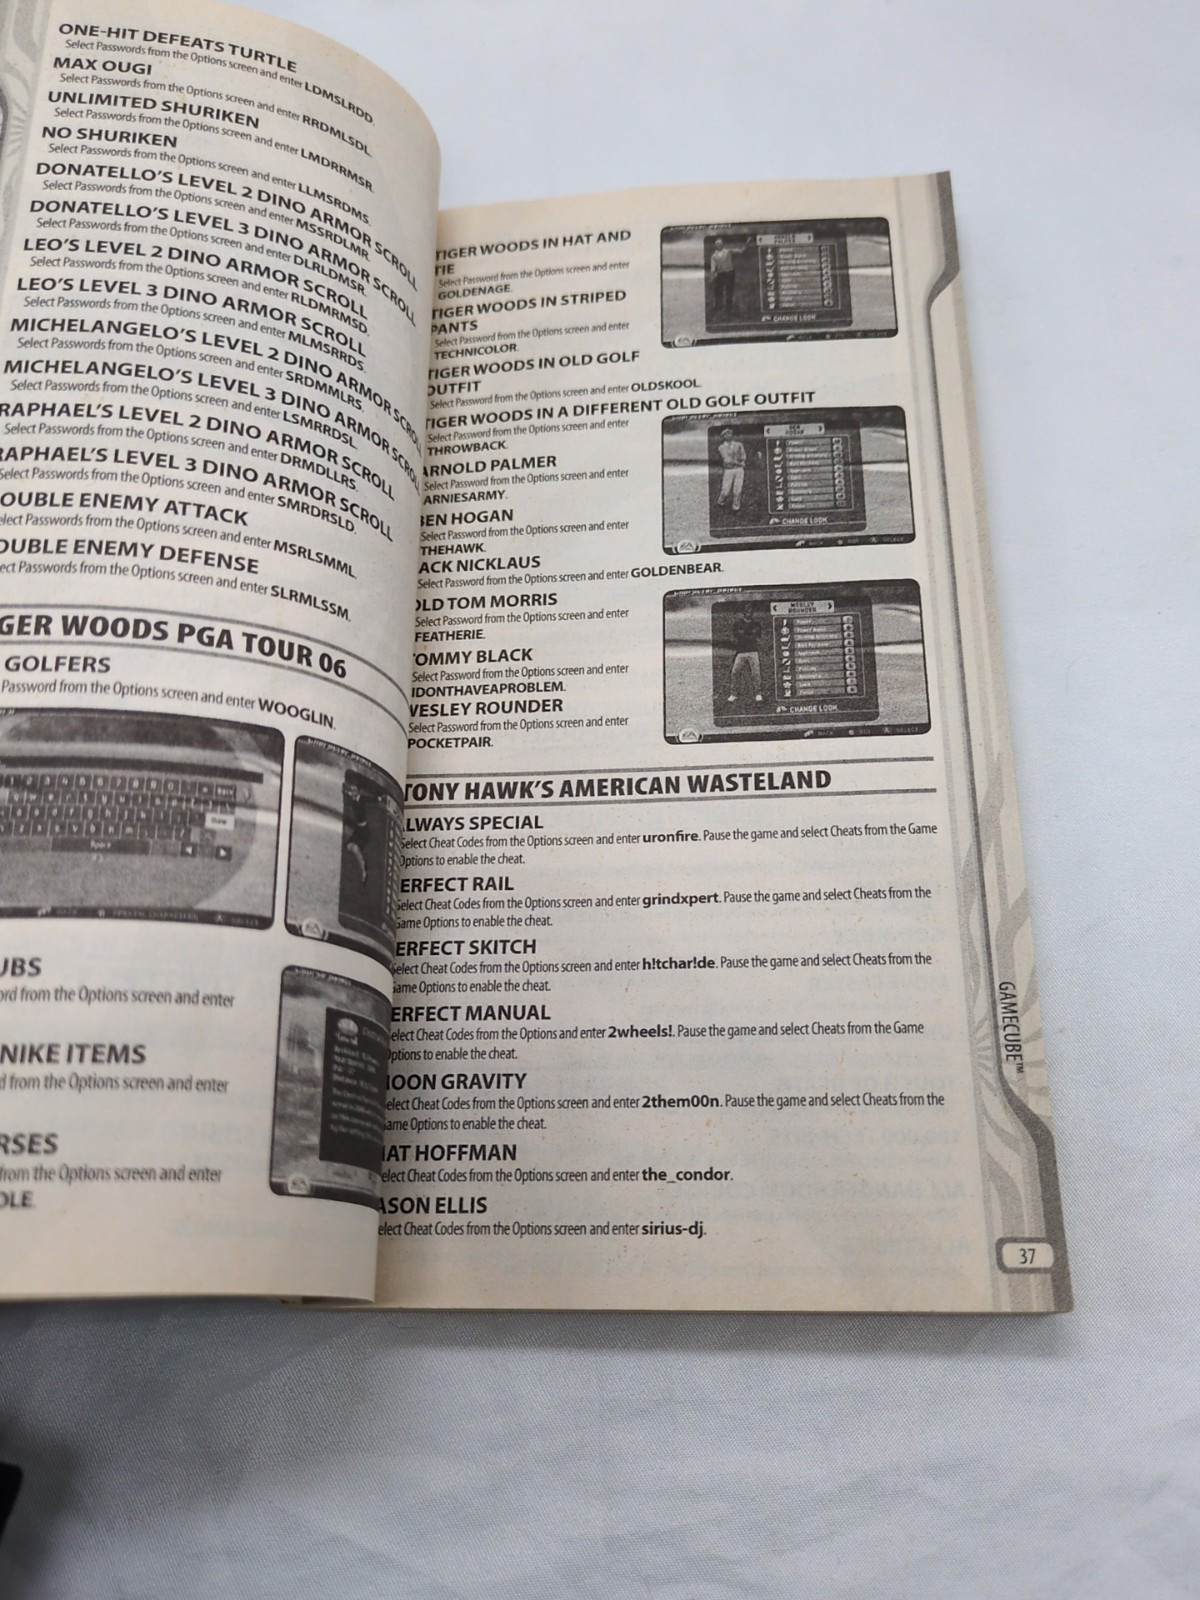 ONE-HIT DEFEATS TURTLE
Select Passwords from the Options screen and enter LDMSLRDD.
MAX OUGI
Select Passwords from the Options screen and enter RRDMLSDL.
UNLIMITED SHURIKEN
Select Passwords from the Options screen and enter LMDRRMSR.
NO SHURIKEN
Select Passwords from the Options screen and enter LLMSRDMS.
DONATELLO'S LEVEL 2 DINO ARMOR SCROLL
Select Passwords from the Options screen and enter MSSRDLMR.
DONATELLO'S LEVEL 3 DINO ARMOR SCROLL
Select Passwords from the Options screen and enter DLRLDMSR.
LEO'S LEVEL 2 DINO ARMOR SCROLL
Select Passwords from the Options screen and enter RLDMRMSD.
LEO'S LEVEL 3 DINO ARMOR SCROLL
Select Passwords from the Options screen and enter MLMSRRDS.
MICHELANGELO'S LEVEL 2 DINO ARMOR SCROLL
Select Passwords from the Options screen and enter SRDMMLRS.
MICHELANGELO'S LEVEL 3 DINO ARMOR SCROLL
Select Passwords from the Options screen and enter LSMRRDSL.
RAPHAEL'S LEVEL 2 DINO ARMOR SCROLL
Select Passwords from the Options screen and enter DRMDLLRS.
RAPHAEL'S LEVEL 3 DINO ARMOR SCROLL
Select Passwords from the Options screen and enter SMRDRSLD.
OUBLE ENEMY ATTACK
elect Passwords from the Options screen and enter MSRLSMML.
OUBLE ENEMY DEFENSE
ect Passwords from the Options screen and enter SLRMLSSM.
GER WOODS PGA TOUR 06
GOLFERS
Password from the Options screen and enter WOOGLIN.
UBS
ord from the Options screen and enter
NIKE ITEMS
d from the Options screen and enter
RSES
from the Options screen and enter
OLE.
TIGER WOODS IN HAT AND
TIE
Select Password from the Options screen and enter
GOLDENAGE.
TIGER WOODS IN STRIPED
PANTS
Select Password from the Options screen and enter
TECHNICOLOR.
TIGER WOODS IN OLD GOLF
OUTFIT
Select Password from the Options screen and enter OLDSKOOL.
TIGER WOODS IN A DIFFERENT OLD GOLF OUTFIT
Select Password from the Options screen and enter
THROWBACK.
ARNOLD PALMER
Select Password from the Options screen and enter
ARNIESARMY.
BEN HOGAN
Select Password from the Options screen and enter
THEHAWK.
ACK NICKLAUS
Select Password from the Options screen and enter GOLDENBEAR.
OLD TOM MORRIS
Select Password from the Options screen and enter
FEATHERIE.
TOMMY BLACK
Select Password from the Options screen and enter
IDONTHAVEAPROBLEM.
WESLEY ROUNDER
Select Password from the Options screen and enter
POCKETPAIR.
CHANGE LOOK
BEN HOGAN
CHANGE LOOK
WESLEY ROUNDER
CHANGE LOOK
TONY HAWK'S AMERICAN WASTELAND
LWAYS SPECIAL
Select Cheat Codes from the Options screen and enter uronfire. Pause the game and select Cheats from the Game
Options to enable the cheat.
ERFECT RAIL
Select Cheat Codes from the Options screen and enter grindxpert. Pause the game and select Cheats from the
Game Options to enable the cheat.
ERFECT SKITCH
Select Cheat Codes from the Options screen and enter h!tchar!de. Pause the game and select Cheats from the
Game Options to enable the cheat.
ERFECT MANUAL
elect Cheat Codes from the Options and enter 2wheels!. Pause the game and select Cheats from the Game
ptions to enable the cheat.
OON GRAVITY
elect Cheat Codes from the Options screen and enter 2them00n. Pause the game and select Cheats from the
ame Options to enable the cheat.
AT HOFFMAN
elect Cheat Codes from the Options screen and enter the_condor.
ASON ELLIS
elect Cheat Codes from the Options screen and enter sirius-dj.
GAMECUBE™
37